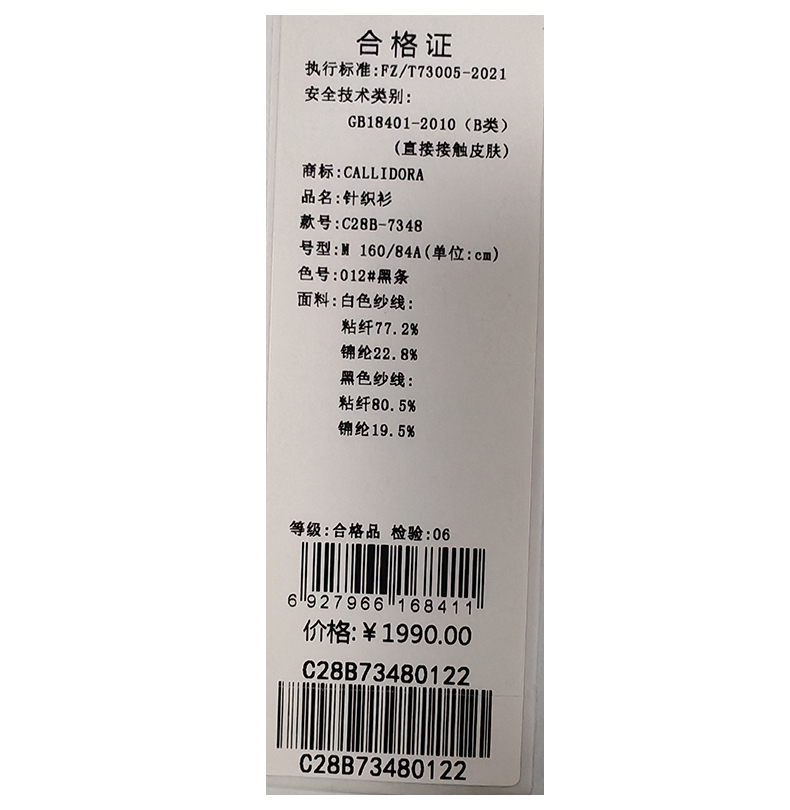 合格证
执行标准:FZ/T73005-2021
安全技术类别:
GB18401-2010（B类）
(直接接触皮肤)
商标:CALLIDORA
品名:针织衫
款号:C28B-7348
号型:M 160/84A(单位:cm)
色号:012#黑条
面料:白色纱线:
粘纤77.2%
锦纶22.8%
黑色纱线:
粘纤80.5%
锦纶19.5%
等级:合格品 检验:06
6 927966 168411
价格:￥1990.00
C28B73480122
C28B73480122